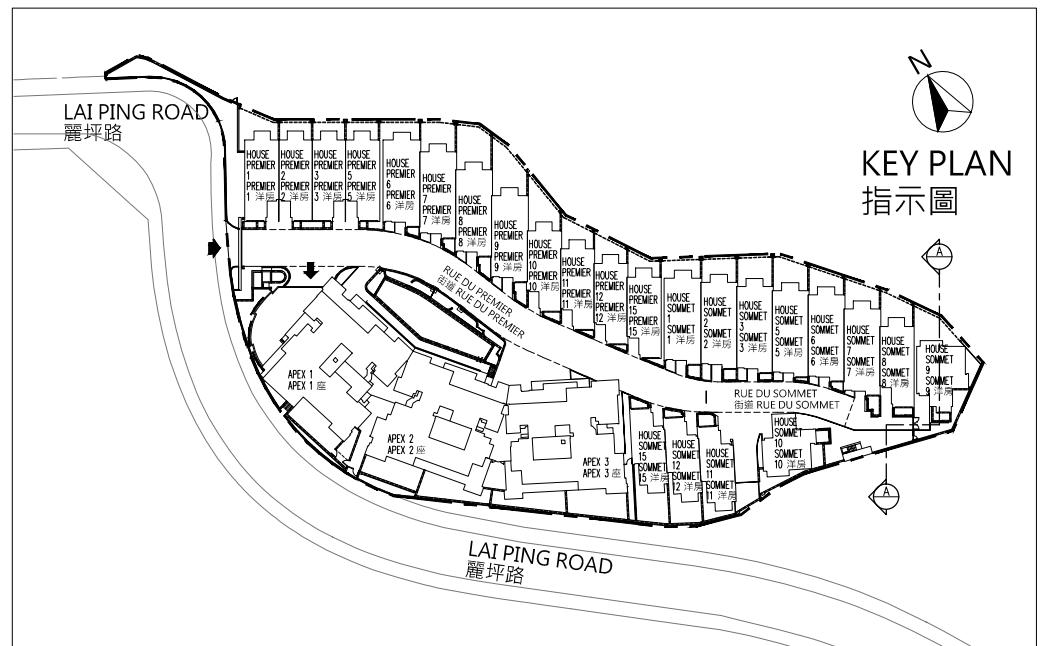 N
LAI PING ROAD
麗坪路
KEY PLAN
指示圖
HOUSE
PREMIER
1
PREMIER
1 洋房
HOUSE
PREMIER
2
PREMIER
2 洋房
HOUSE
PREMIER
3
PREMIER
3 洋房
HOUSE
PREMIER
5
PREMIER
5 洋房
HOUSE
PREMIER
6
PREMIER
6 洋房
HOUSE
PREMIER
7
PREMIER
7 洋房
HOUSE
PREMIER
8
PREMIER
8 洋房
HOUSE
PREMIER
9
PREMIER
9 洋房
HOUSE
PREMIER
10
PREMIER
10 洋房
HOUSE
PREMIER
11
PREMIER
11 洋房
HOUSE
PREMIER
12
PREMIER
12 洋房
HOUSE
PREMIER
15
PREMIER
15 洋房
HOUSE
SOMMET
1
SOMMET
1 洋房
HOUSE
SOMMET
2
SOMMET
2 洋房
HOUSE
SOMMET
3
SOMMET
3 洋房
HOUSE
SOMMET
5
SOMMET
5 洋房
HOUSE
SOMMET
6
SOMMET
6 洋房
HOUSE
SOMMET
7
SOMMET
7 洋房
HOUSE
SOMMET
8
SOMMET
8 洋房
HOUSE
SOMMET
9
SOMMET
9 洋房
A
RUE DU PREMIER
街道 RUE DU PREMIER
RUE DU SOMMET
街道 RUE DU SOMMET
APEX 1
APEX 1 座
APEX 2
APEX 2 座
APEX 3
APEX 3 座
HOUSE
SOMMET
15
SOMMET
15 洋房
HOUSE
SOMMET
12
SOMMET
12 洋房
HOUSE
SOMMET
11
SOMMET
11 洋房
HOUSE
SOMMET
10
SOMMET
10 洋房
A
LAI PING ROAD
麗坪路